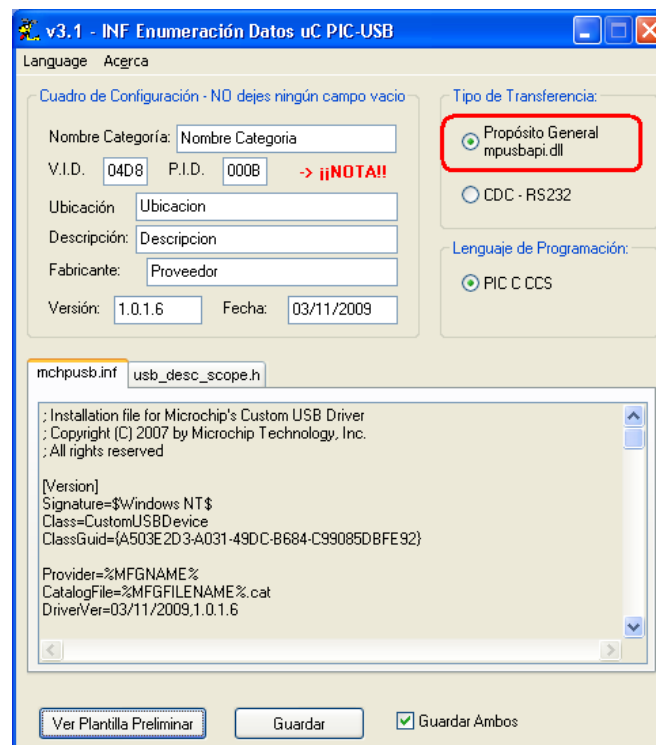 v3.1 - INF Enumeración Datos uC PIC-USB
Language Acerca
Cuadro de Configuración - NO dejes ningún campo vacio
Nombre Categoría: Nombre Categoria
V.I.D. 04D8 P.I.D. 000B -> ¡¡NOTA!!
Ubicación Ubicacion
Descripción: Descripcion
Fabricante: Proveedor
Versión: 1.0.1.6 Fecha: 03/11/2009
Tipo de Transferencia:
Propósito General
mpusbapi.dll
CDC - RS232
Lenguaje de Programación:
PIC C CCS
mchpusb.inf usb_desc_scope.h
; Installation file for Microchip's Custom USB Driver
; Copyright (C) 2007 by Microchip Technology, Inc.
; All rights reserved
[Version]
Signature=$Windows NT$
Class=CustomUSBDevice
ClassGuid={A503E2D3-A031-49DC-B684-C99085DBFE92}
Provider=%MFGNAME%
CatalogFile=%MFGFILENAME%.cat
DriverVer=03/11/2009,1.0.1.6
Ver Plantilla Preliminar Guardar Guardar Ambos